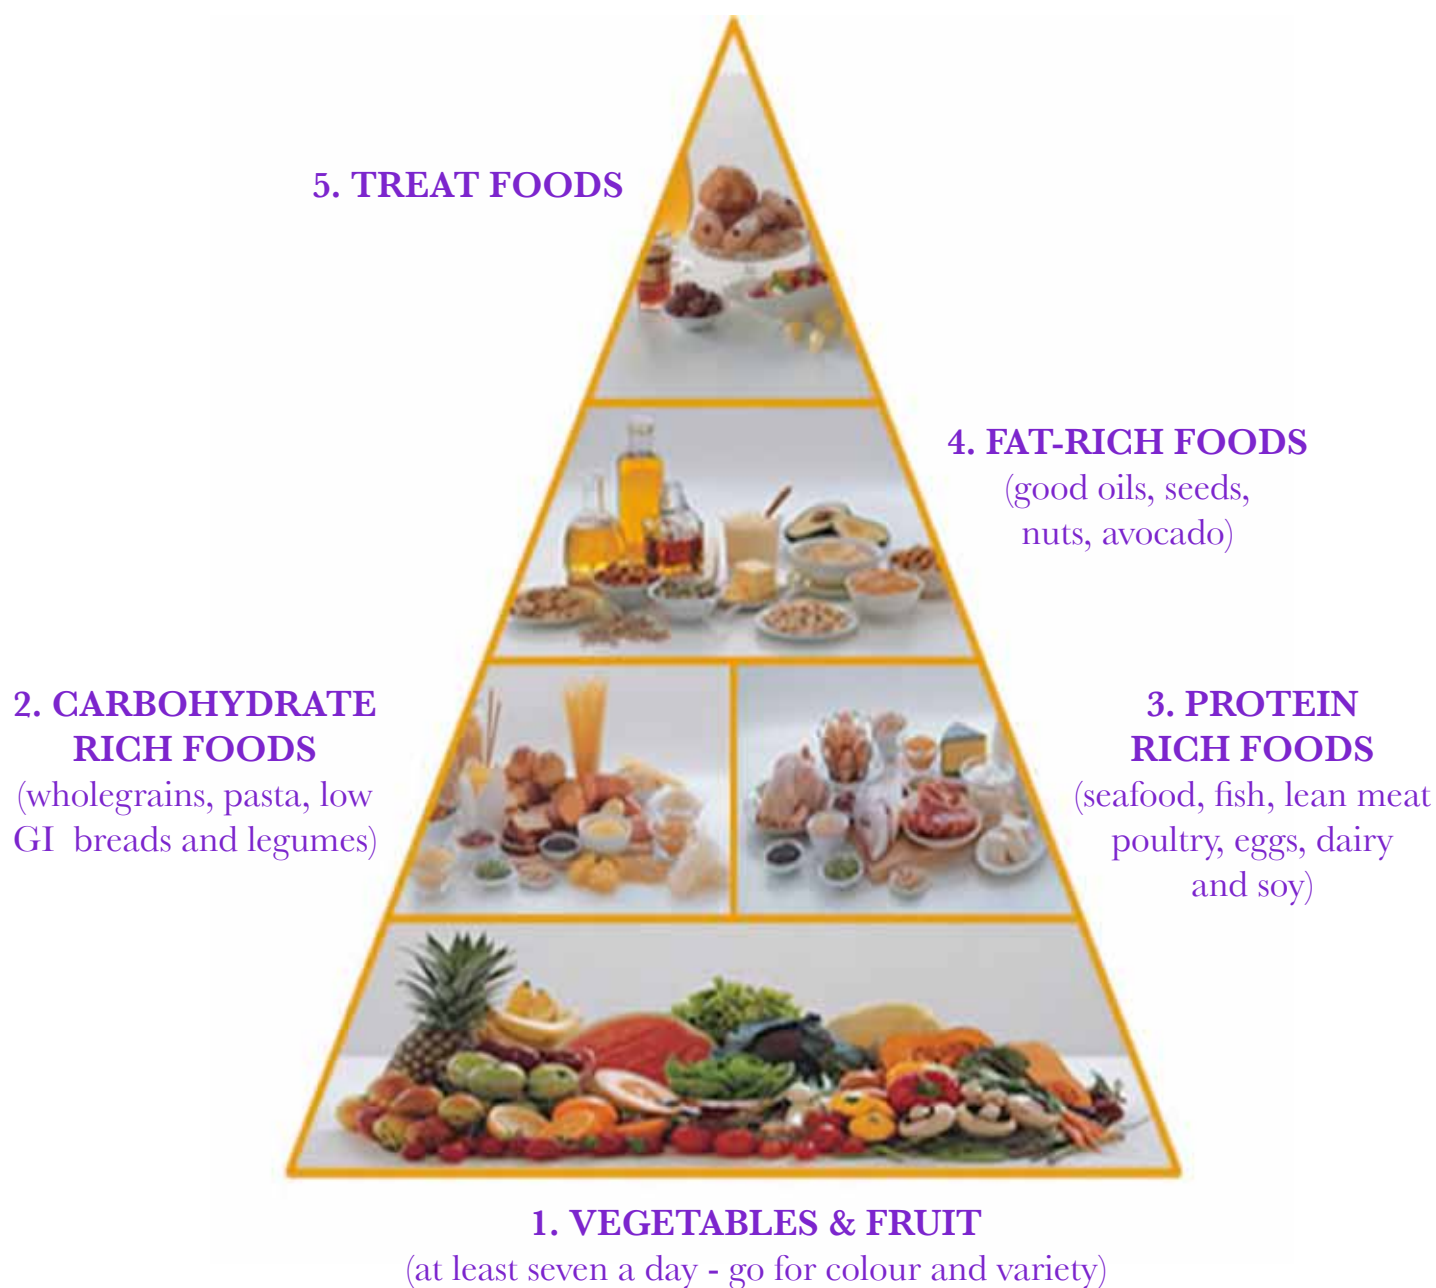 5. TREAT FOODS
4. FAT-RICH FOODS
(good oils, seeds,
nuts, avocado)
2. CARBOHYDRATE
RICH FOODS
(wholegrains, pasta, low
GI breads and legumes)
3. PROTEIN
RICH FOODS
(seafood, fish, lean meat
poultry, eggs, dairy
and soy)
1. VEGETABLES & FRUIT
(at least seven a day - go for colour and variety)